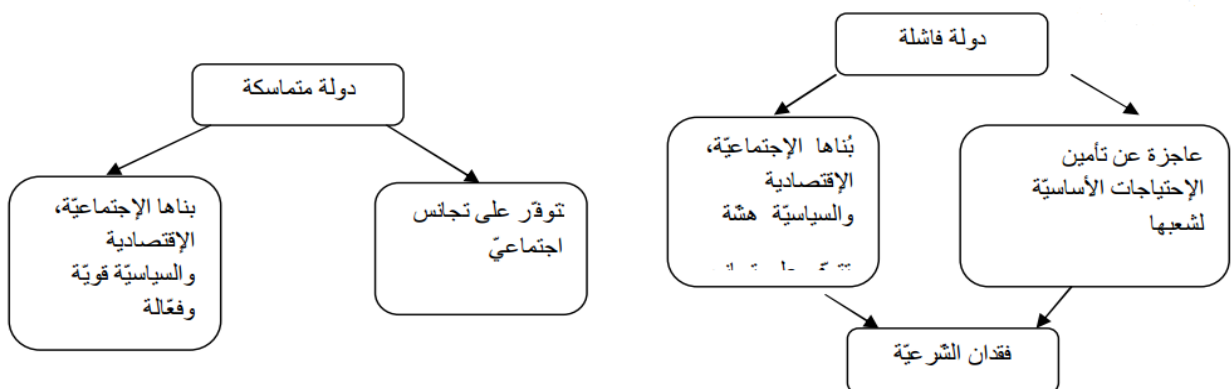 دولة فاشلة
بُناها الإجتماعيّة،
الإقتصادية
والسياسيّة هشّة
عاجزة عن تأمين
الإحتياجات الأساسيّة
لشعبها
فقدان الشّرعيّة
دولة متماسكة
بناها الإجتماعيّة،
الإقتصادية
والسياسيّة قويّة
وفعّالة
تتوفّر على تجانس
اجتماعيّ